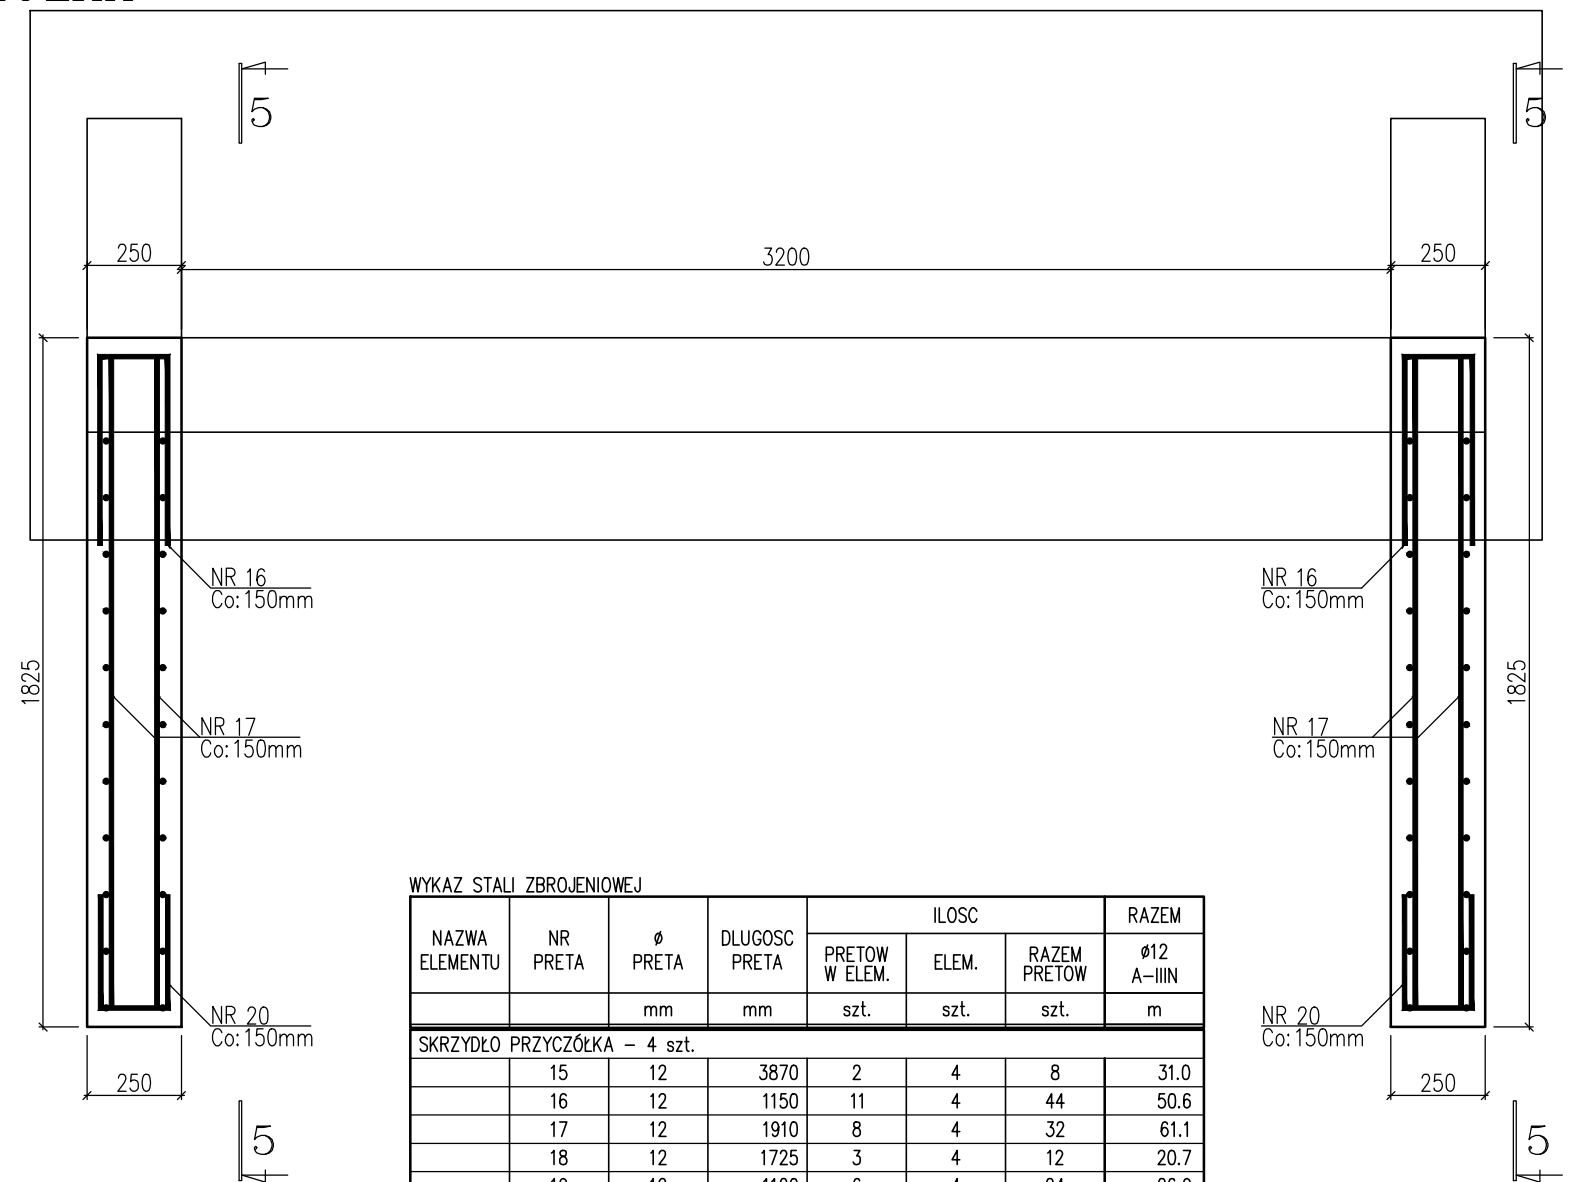 5
5
250
3200
250
NR 16
Co:150mm
NR 16
Co:150mm
1825
1825
NR 17
Co:150mm
NR 17
Co:150mm
NR 20
Co:150mm
NR 20
Co:150mm
250
250
5
5
WYKAZ STALI ZBROJENIOWEJ
NAZWA ELEMENTU NR PRETA ø PRETA DLUGOSC PRETA ILOSC RAZEM
PRETOW W ELEM. ELEM. RAZEM PRETOW ø12 A-IIIN
mm mm szt. szt. szt. m
SKRZYDŁO PRZYCZÓŁKA - 4 szt.
15 12 3870 2 4 8 31.0
16 12 1150 11 4 44 50.6
17 12 1910 8 4 32 61.1
18 12 1725 3 4 12 20.7